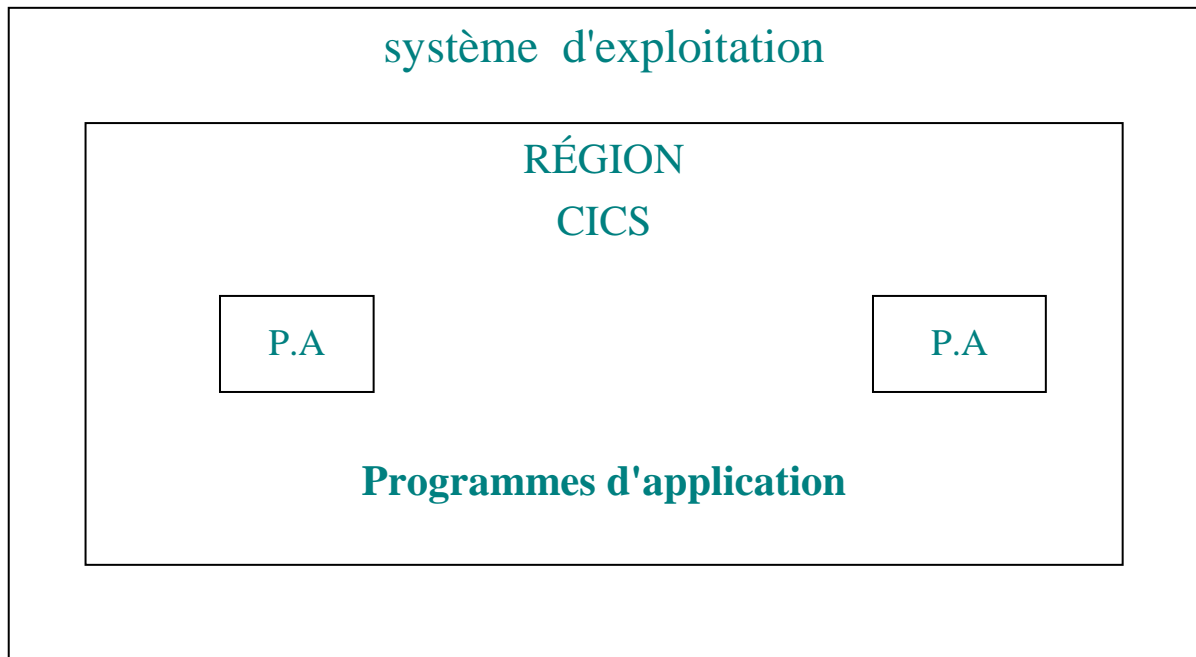 système d'exploitation
RÉGION
CICS
P.A P.A
Programmes d'application